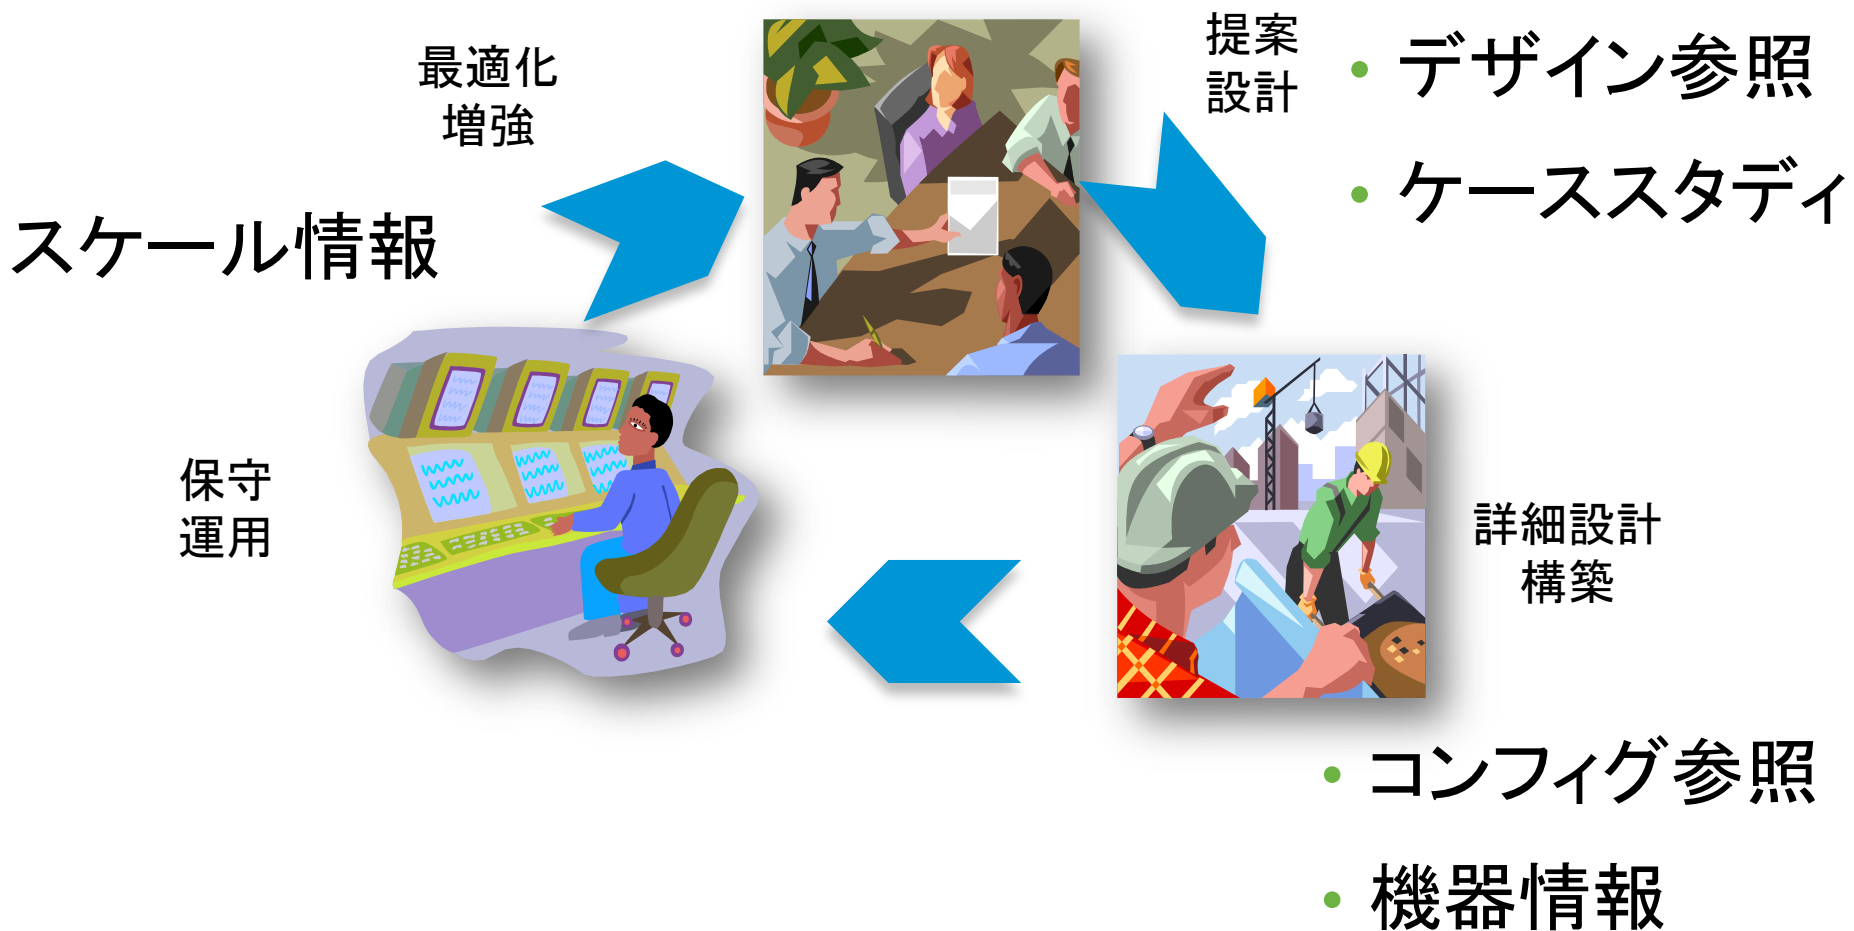 最適化
増強
提案
設計
• デザイン参照
• ケーススタディ
スケール情報
保守
運用
詳細設計
構築
• コンフィグ参照
• 機器情報